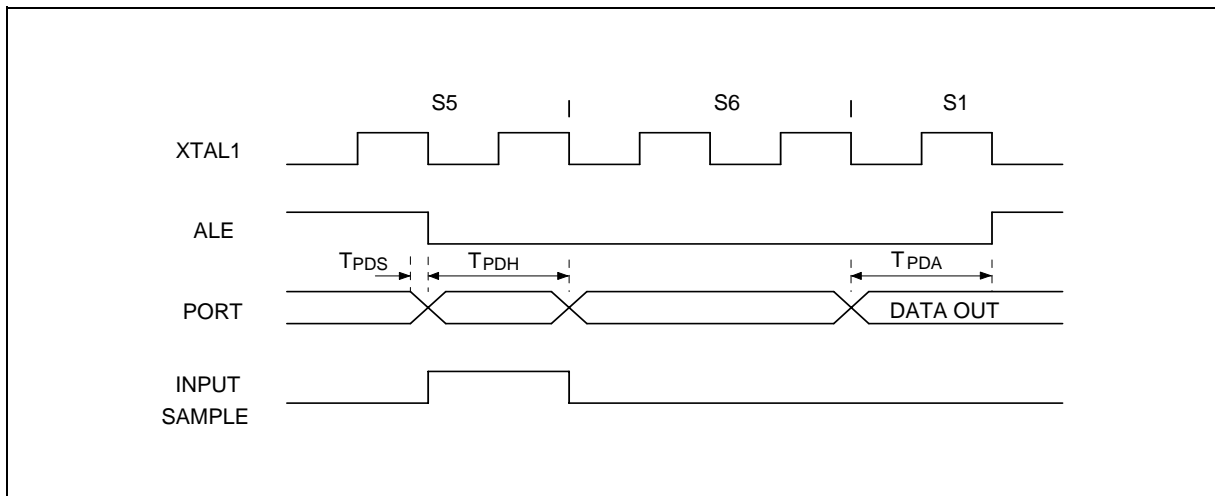 S5 S6 S1
XTAL1
ALE
TPDS TPDH TPDA
PORT DATA OUT
INPUT
SAMPLE